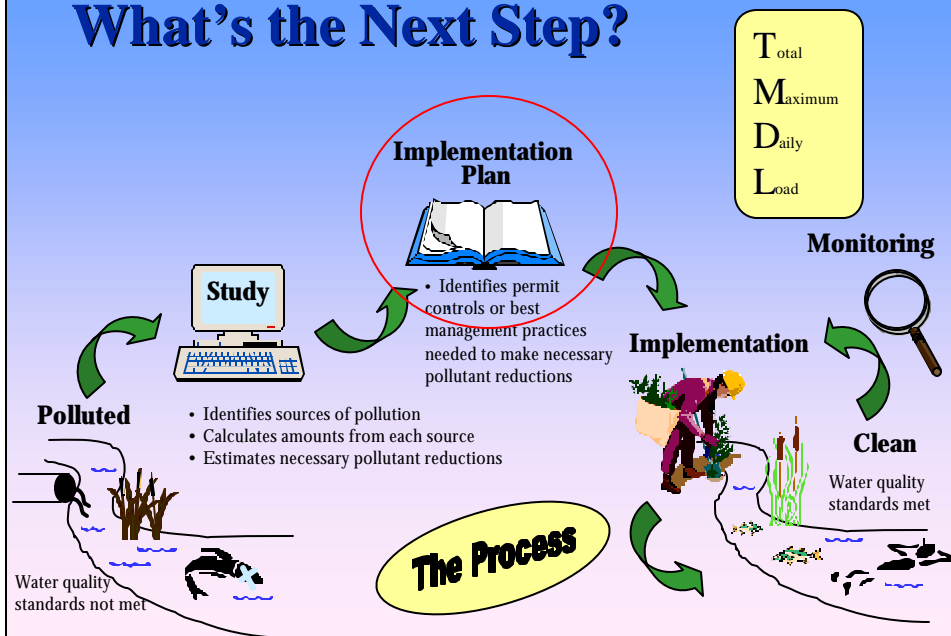 What's the Next Step?
Total
Maximum
Daily
Load
Implementation
Plan
• Identifies permit
controls or best
management practices
needed to make necessary
pollutant reductions
Monitoring
Study
Implementation
Polluted
• Identifies sources of pollution
• Calculates amounts from each source
• Estimates necessary pollutant reductions
Clean
Water quality
standards met
The Process
Water quality
standards not met